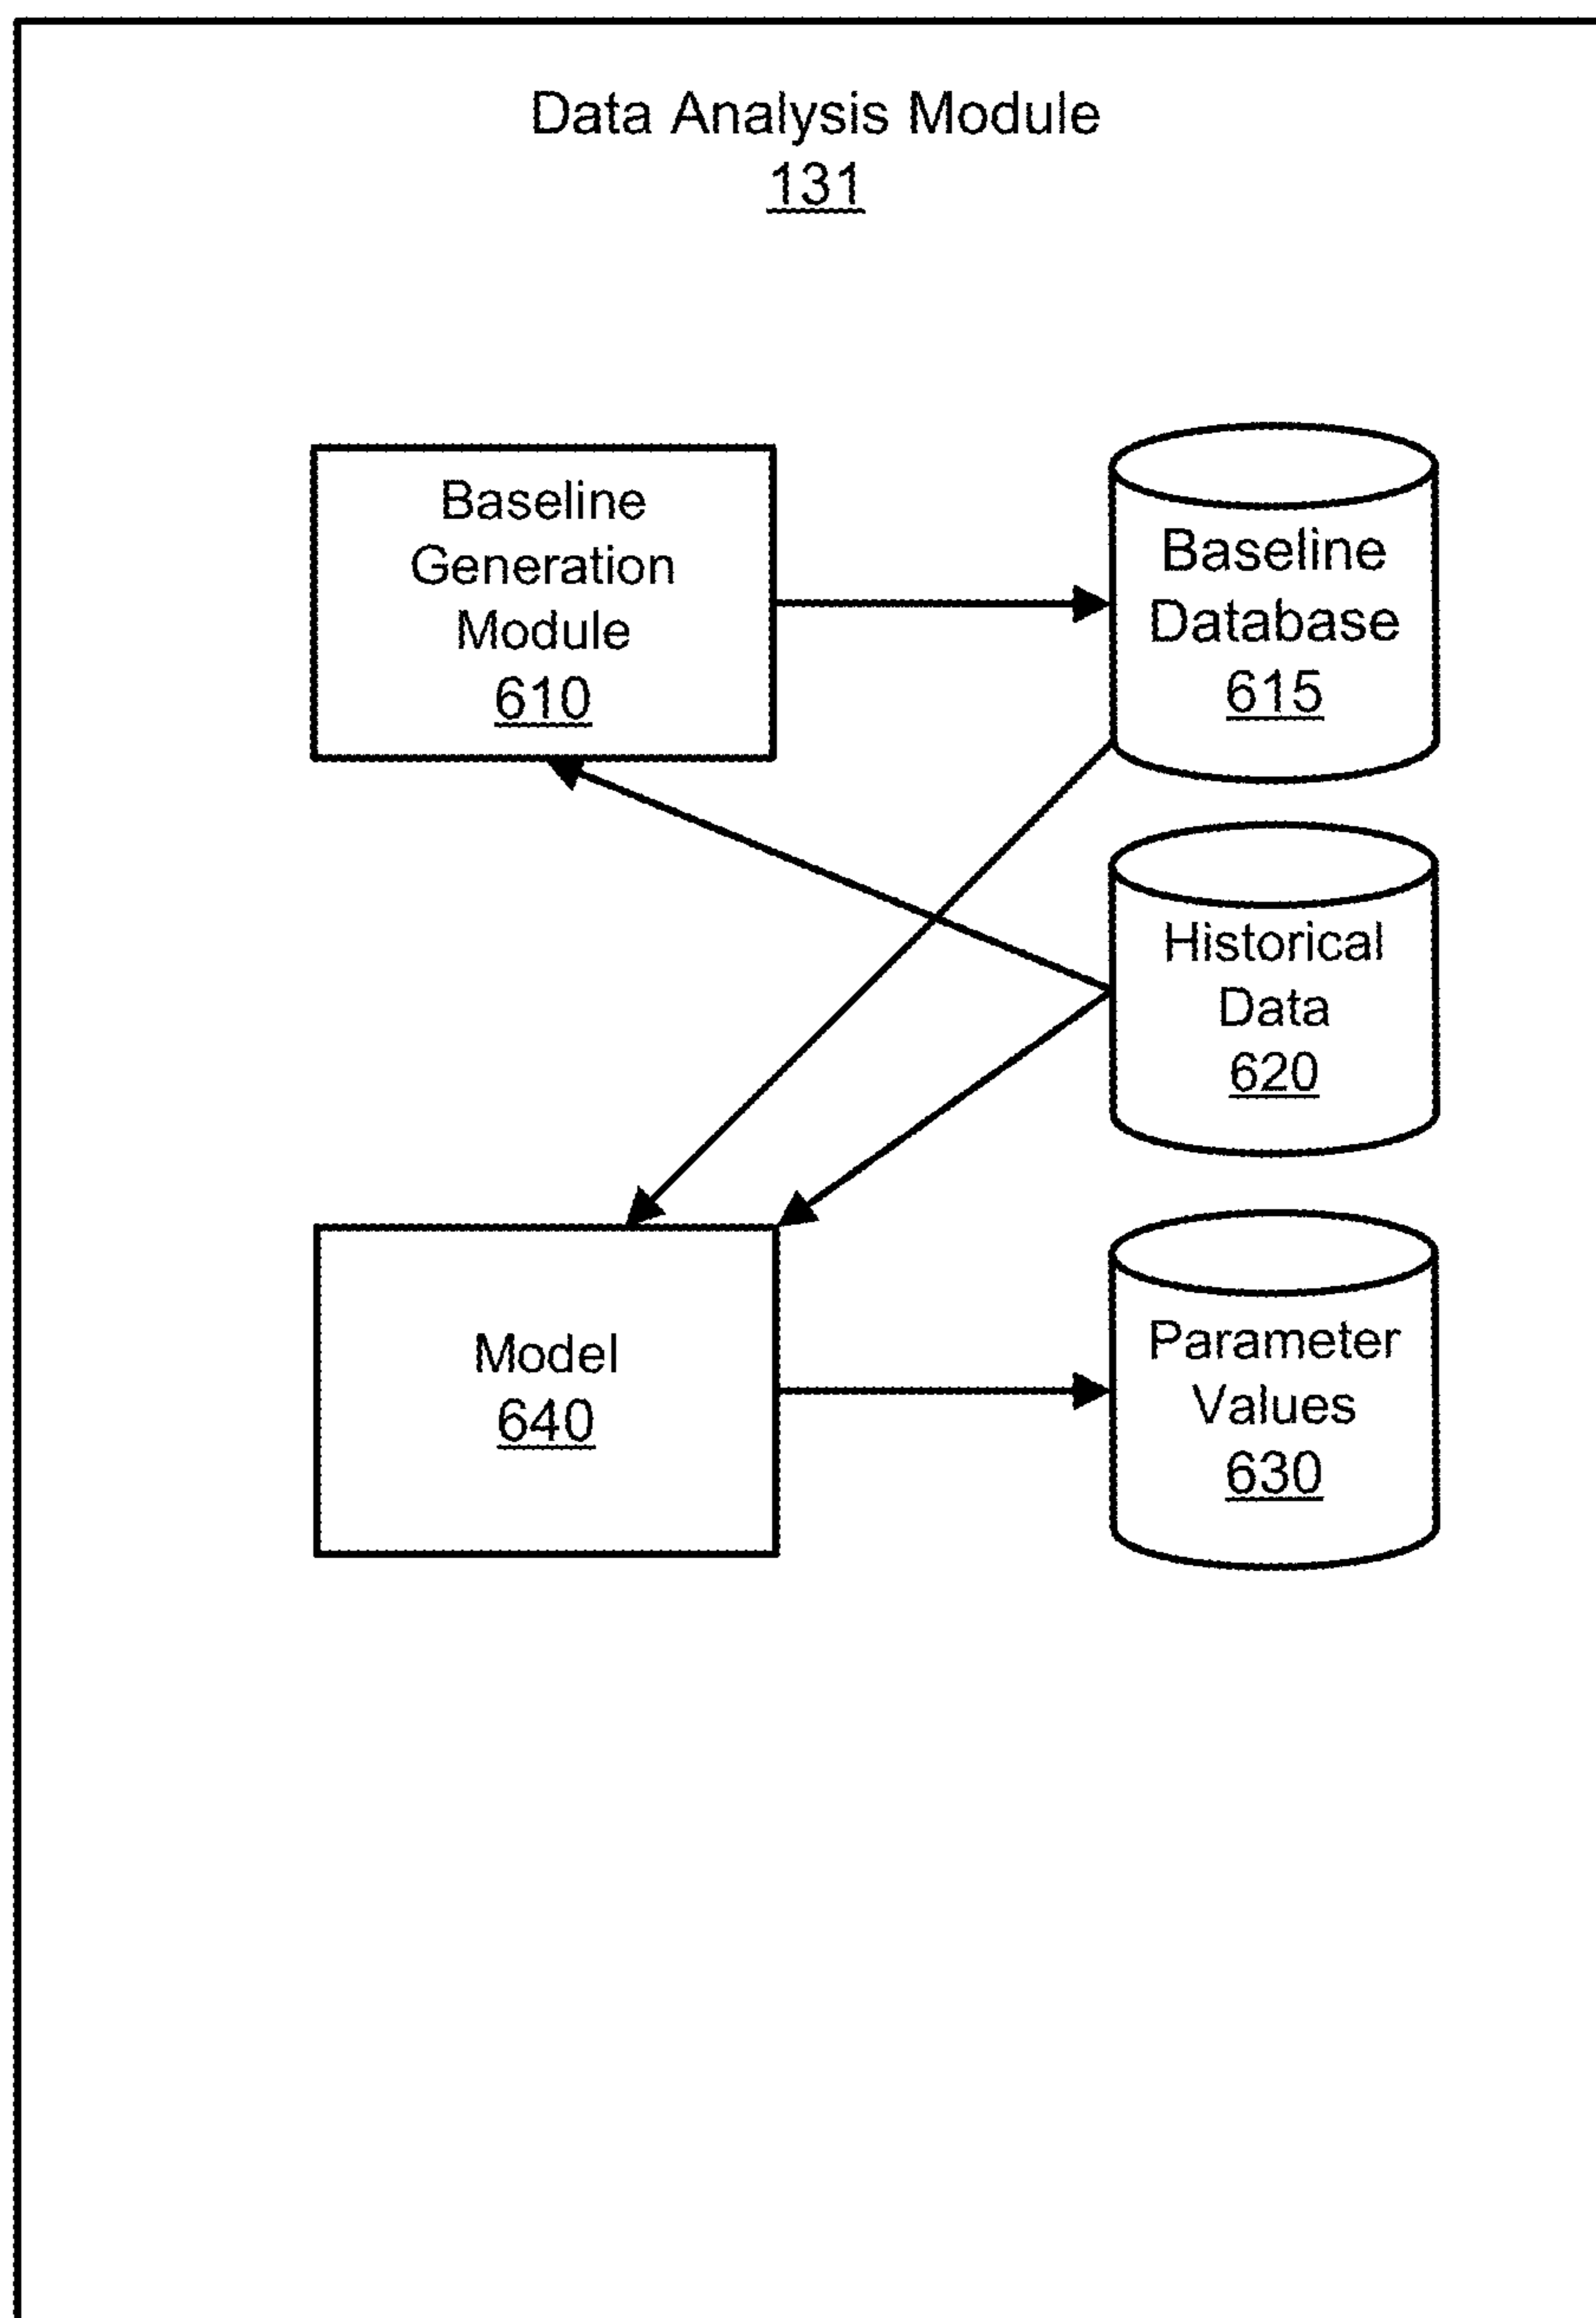 Data Analysis Module
131
Baseline
Generation
Module
610
Baseline
Database
615
Historical
Data
620
Model
640
Parameter
Values
630